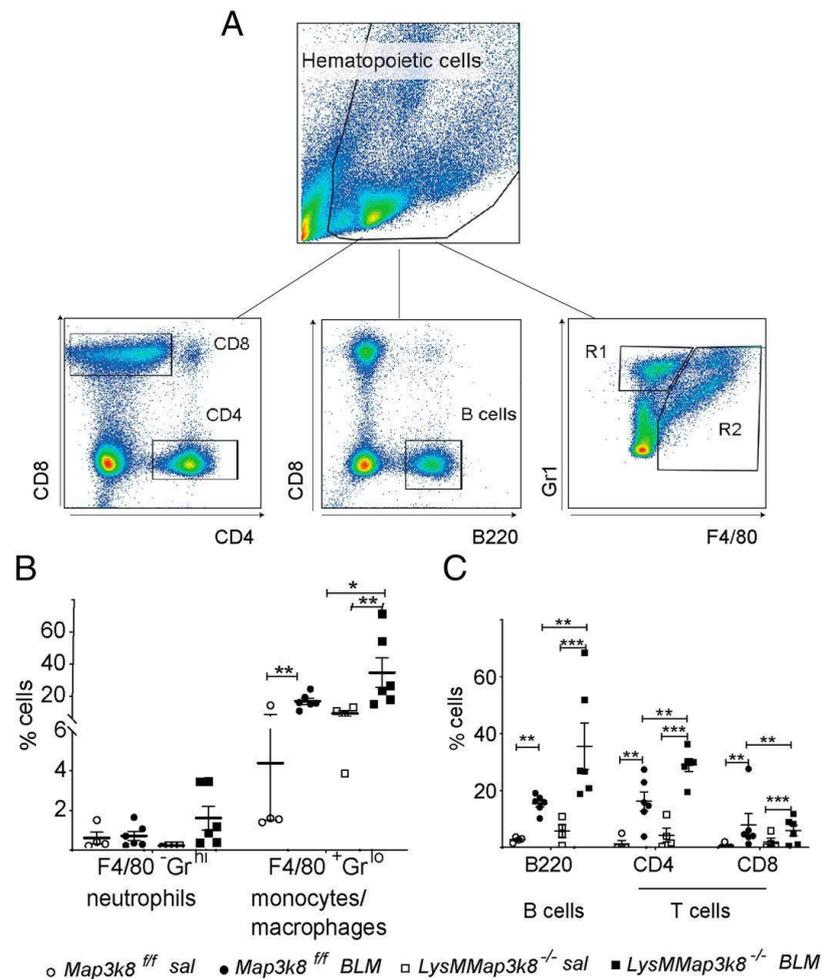 A
Hematopoietic cells
CD8
CD4
CD8
CD4
B cells
CD8
B220
R1
R2
Gr1
F4/80
B
% cells
60
40
20
6
4
2
*
**
**
F4/80⁻Gr^hi
neutrophils
F4/80⁺Gr^lo
monocytes/
macrophages
C
% cells
60
40
20
**
***
**
**
***
**
**
***
**
B220
CD4
CD8
B cells
T cells
○ Map3k8 f/f sal ● Map3k8 f/f BLM □ LysMMap3k8-/- sal ■ LysMMap3k8-/- BLM